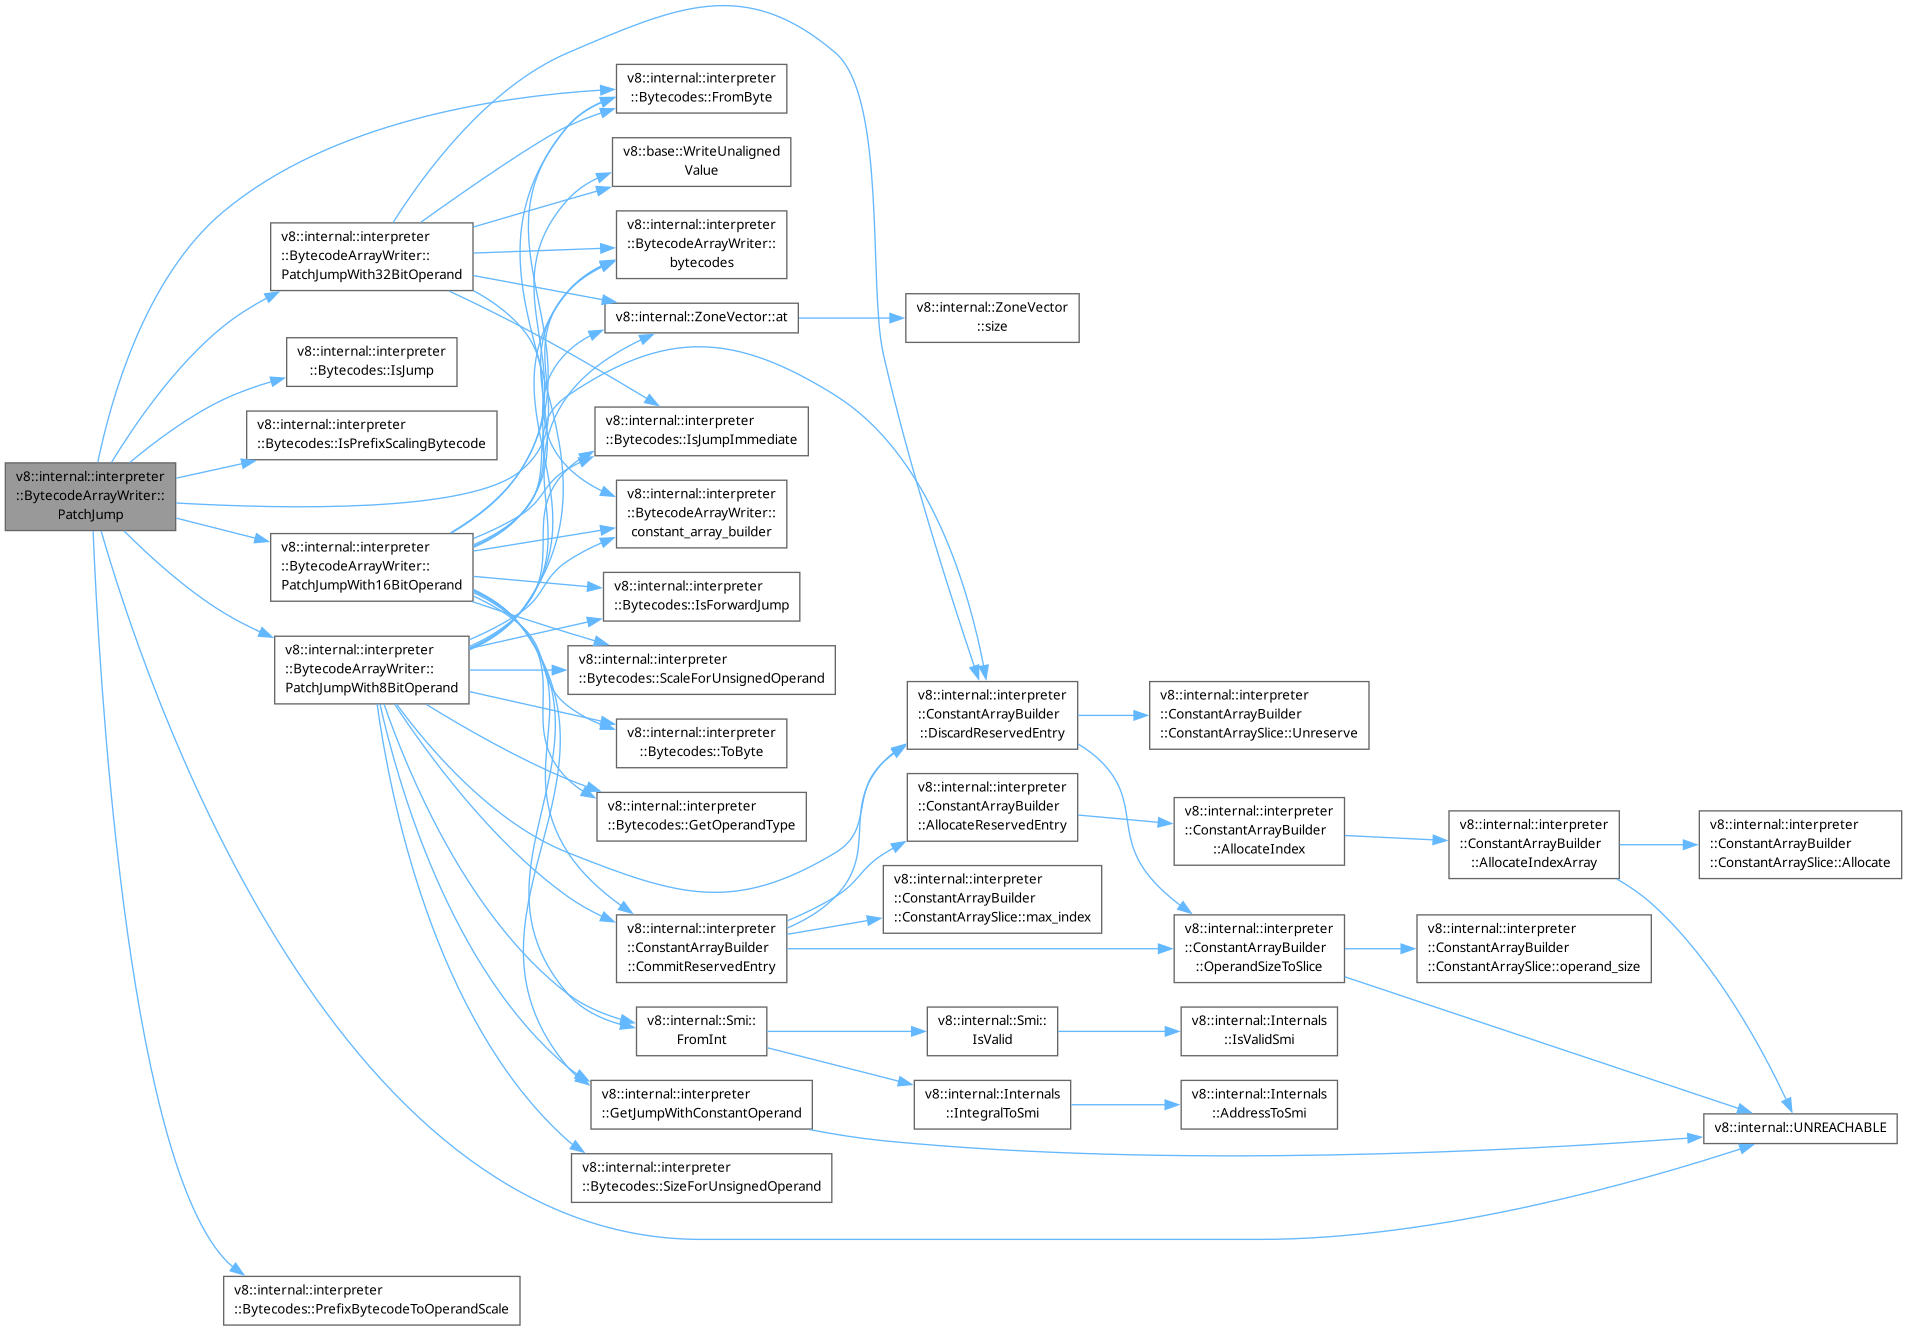 v8::internal::interpreter
::BytecodeArrayWriter::
PatchJump
v8::internal::interpreter
::BytecodeArrayWriter::
PatchJumpWith32BitOperand
v8::internal::interpreter
::Bytecodes::IsJump
v8::internal::interpreter
::Bytecodes::IsPrefixScalingBytecode
v8::internal::interpreter
::BytecodeArrayWriter::
PatchJumpWith16BitOperand
v8::internal::interpreter
::BytecodeArrayWriter::
PatchJumpWith8BitOperand
v8::internal::interpreter
::Bytecodes::PrefixBytecodeToOperandScale
v8::internal::interpreter
::Bytecodes::FromByte
v8::base::WriteUnaligned
Value
v8::internal::interpreter
::BytecodeArrayWriter::
bytecodes
v8::internal::ZoneVector::at
v8::internal::interpreter
::Bytecodes::IsJumpImmediate
v8::internal::interpreter
::BytecodeArrayWriter::
constant_array_builder
v8::internal::interpreter
::Bytecodes::IsForwardJump
v8::internal::interpreter
::Bytecodes::ScaleForUnsignedOperand
v8::internal::interpreter
::Bytecodes::ToByte
v8::internal::interpreter
::Bytecodes::GetOperandType
v8::internal::interpreter
::ConstantArrayBuilder
::CommitReservedEntry
v8::internal::Smi::
FromInt
v8::internal::interpreter
::GetJumpWithConstantOperand
v8::internal::interpreter
::Bytecodes::SizeForUnsignedOperand
v8::internal::ZoneVector
::size
v8::internal::interpreter
::ConstantArrayBuilder
::DiscardReservedEntry
v8::internal::interpreter
::ConstantArrayBuilder
::AllocateReservedEntry
v8::internal::interpreter
::ConstantArrayBuilder
::ConstantArraySlice::max_index
v8::internal::Smi::
IsValid
v8::internal::Internals
::IntegralToSmi
v8::internal::interpreter
::ConstantArrayBuilder
::ConstantArraySlice::Unreserve
v8::internal::interpreter
::ConstantArrayBuilder
::AllocateIndex
v8::internal::interpreter
::ConstantArrayBuilder
::OperandSizeToSlice
v8::internal::Internals
::IsValidSmi
v8::internal::Internals
::AddressToSmi
v8::internal::interpreter
::ConstantArrayBuilder
::AllocateIndexArray
v8::internal::interpreter
::ConstantArrayBuilder
::ConstantArraySlice::operand_size
v8::internal::interpreter
::ConstantArrayBuilder
::ConstantArraySlice::Allocate
v8::internal::UNREACHABLE